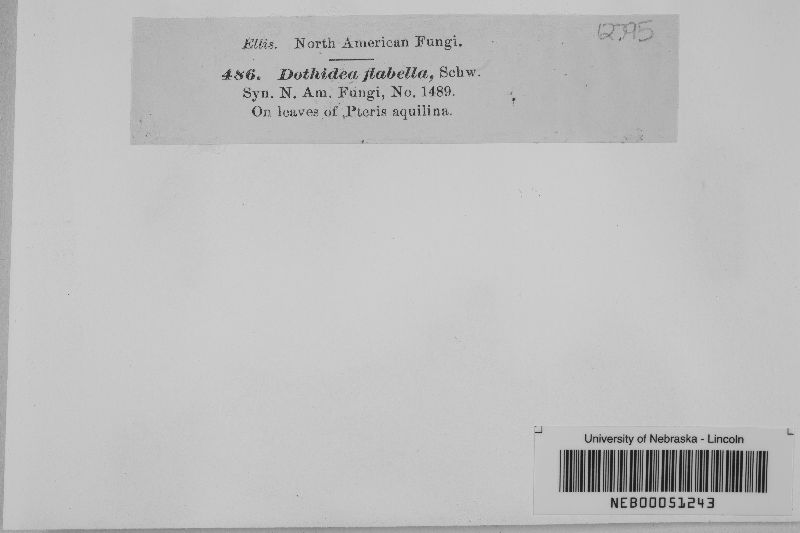 12395
Ellis. North American Fungi.
486. Dothidea flabella, Schw.
Syn. N. Am. Fungi, No. 1489.
On leaves of Pteris aquilina.
University of Nebraska - Lincoln
NEB00051243